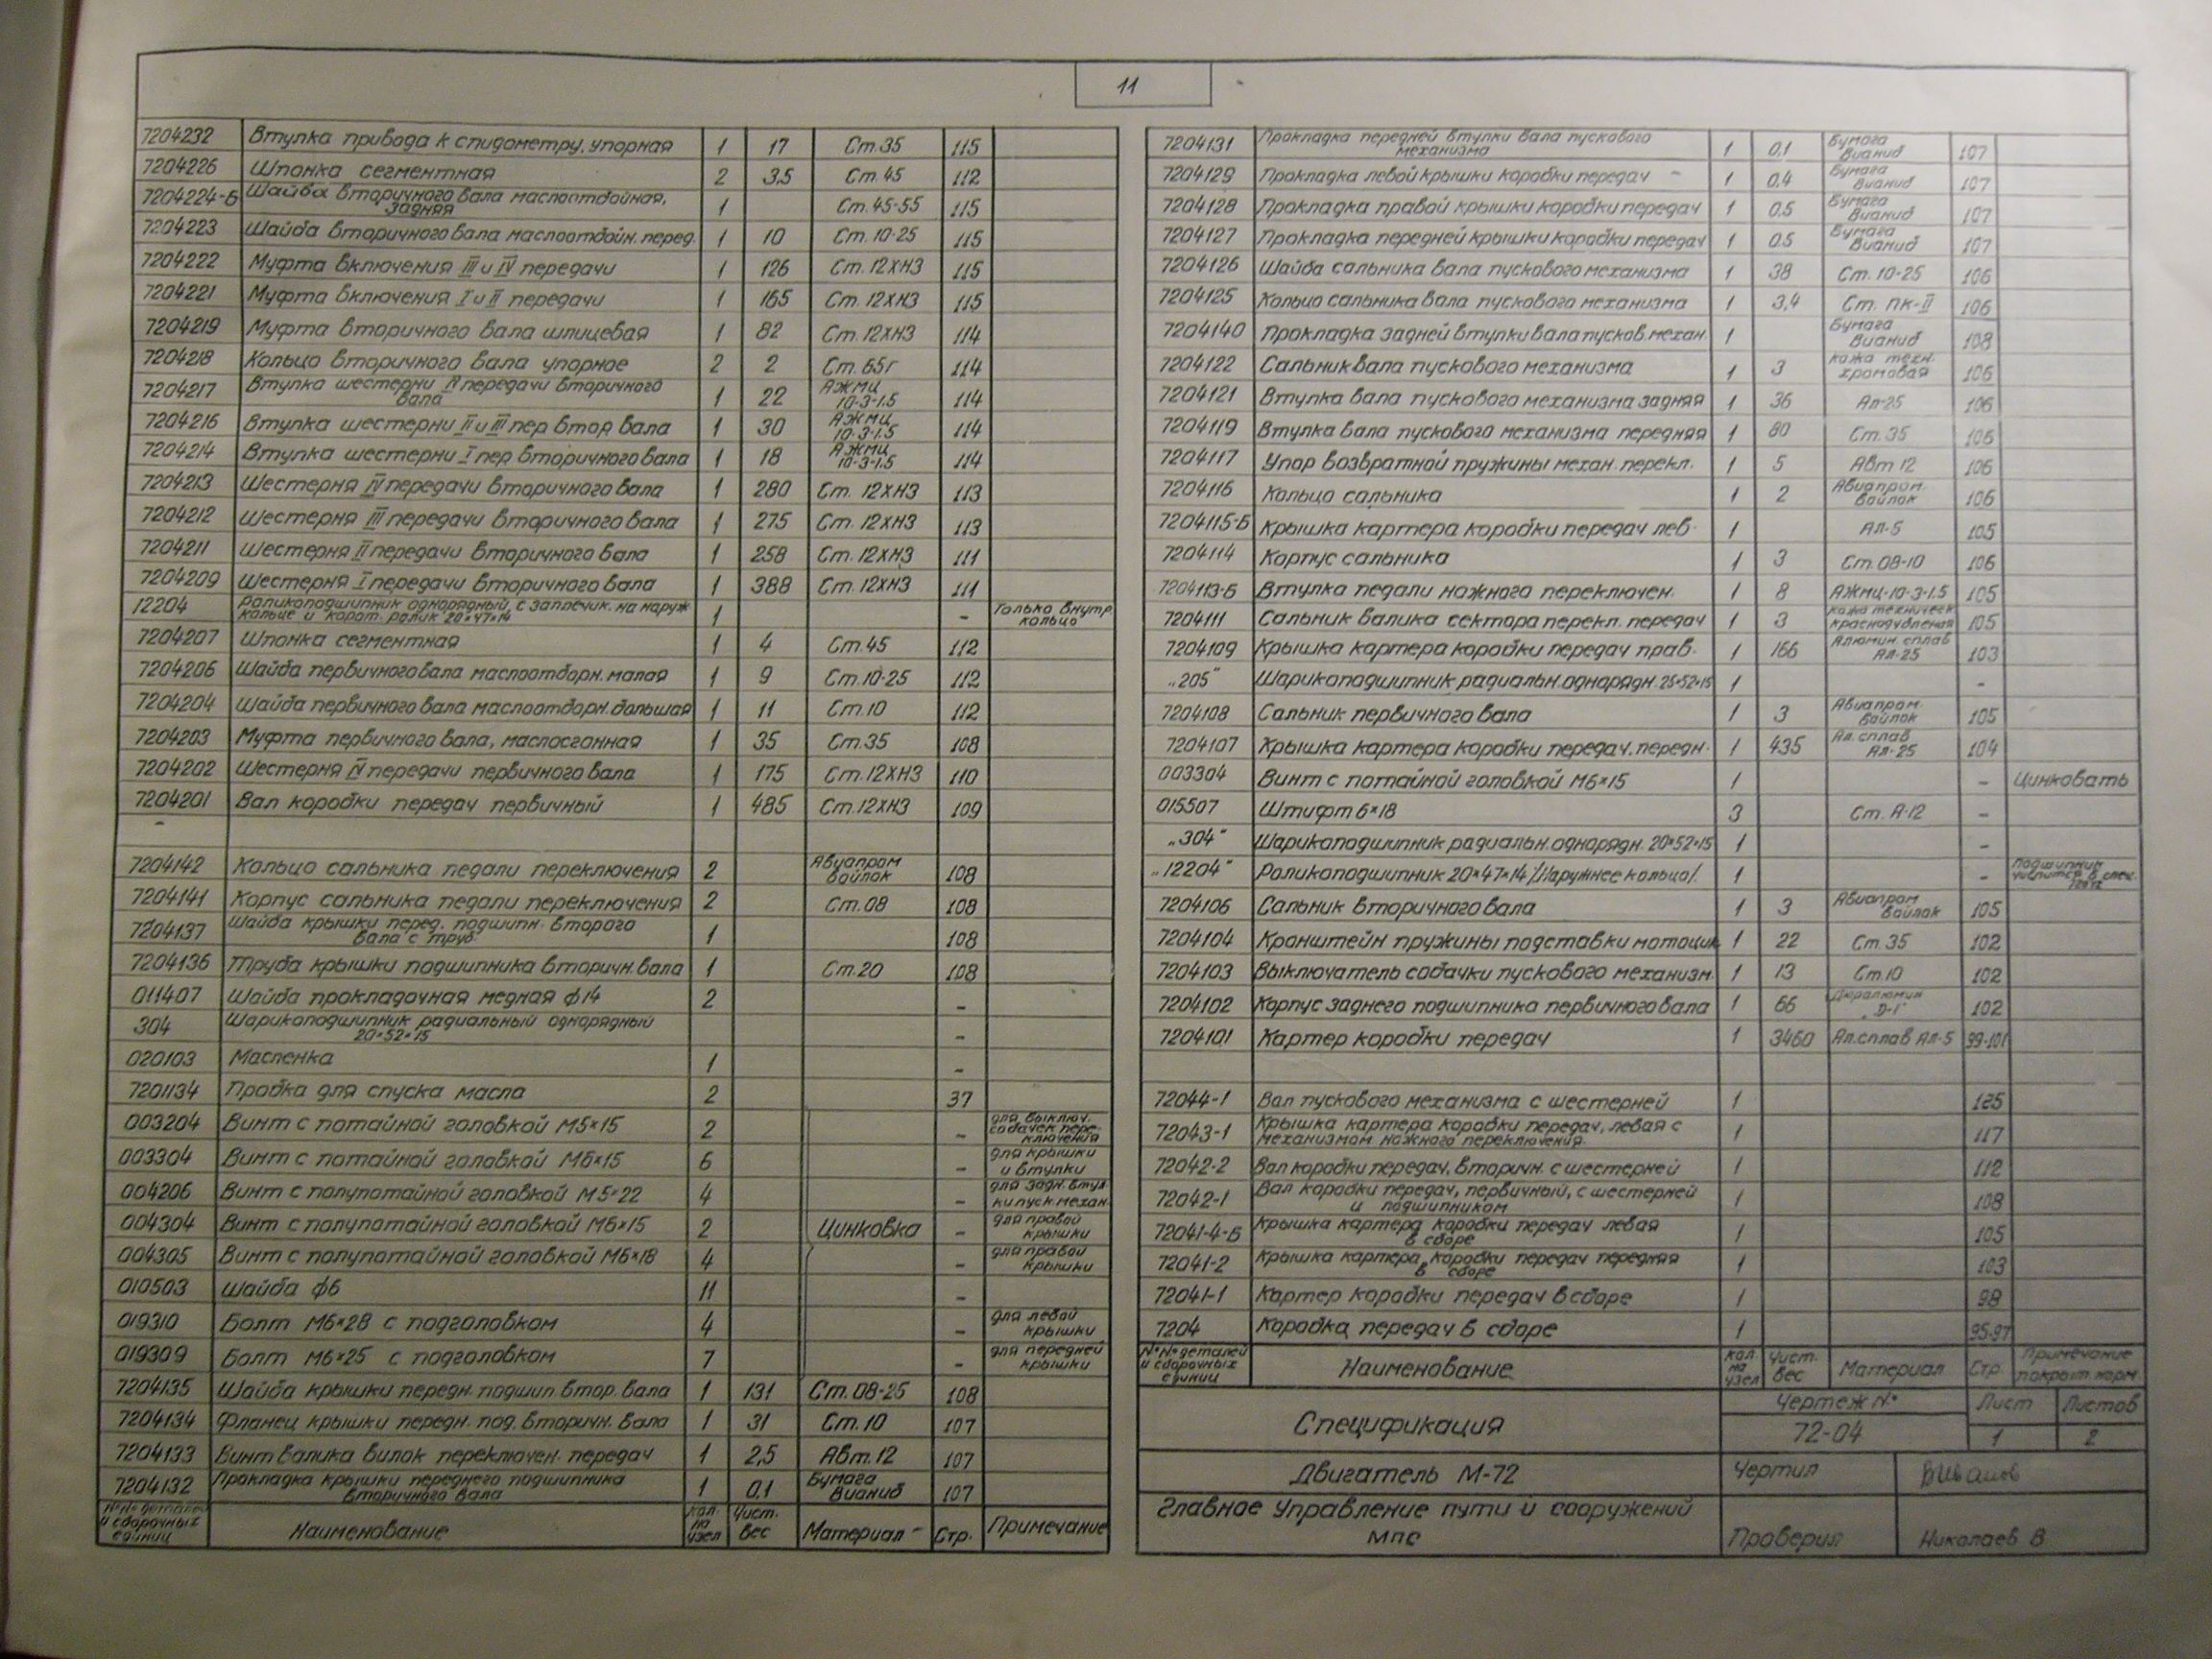 11
7204232 Втулка привода к спидометру, упорная 1 17 Ст.35 115
7204226 Шпонка сегментная 2 3,5 Ст.45 112
7204224-Б Шайба вторичного вала маслоотбойная, задняя 1 Ст.45-55 115
7204223 Шайба вторичного вала маслоотбойн. перед. 1 10 Ст.10-25 115
7204222 Муфта включения III и IV передачи 1 126 Ст.12ХН3 115
7204221 Муфта включения I и II передачи 1 165 Ст.12ХН3 115
7204219 Муфта вторичного вала шлицевая 1 82 Ст.12ХН3 114
7204218 Кольцо вторичного вала упорное 2 2 Ст.65г 114
7204217 Втулка шестерни IV передачи вторичного вала 1 22 АЖМц 10-3-1.5 114
7204216 Втулка шестерни II и III пер втор вала 1 30 АЖМц 10-3-1.5 114
7204214 Втулка шестерни I пер вторичного вала 1 18 АЖМц 10-3-1.5 114
7204213 Шестерня IV передачи вторичного вала 1 280 Ст. 12ХН3 113
7204212 Шестерня III передачи вторичного вала 1 275 Ст. 12ХН3 113
7204211 Шестерня II передачи вторичного вала 1 258 Ст.12ХН3 111
7204209 Шестерня I передачи вторичного вала 1 388 Ст.12ХН3 111
12204 Роликоподшипник однорядный, с заплечик. на наруж кольце и корот. ролик 20×47×14 1 - Только внутр. кольцо
7204207 Шпонка сегментная 1 4 Ст.45 112
7204206 Шайба первичного вала маслоотборн. малая 1 9 Ст.10-25 112
7204204 Шайба первичного вала маслоотборн. большая 1 11 Ст.10 112
7204203 Муфта первичного вала, маслосгонная 1 35 Ст.35 108
7204202 Шестерня IV передачи первичного вала 1 175 Ст.12ХН3 110
7204201 Вал коробки передач первичный 1 485 Ст.12ХН3 109
-
7204142 Кольцо сальника педали переключения 2 Авиапром войлок 108
7204141 Корпус сальника педали переключения 2 Ст.08 108
7204137 Шайба крышки перед. подшипн. второго вала с труб. 1 108
7204136 Труба крышки подшипника вторичн. вала 1 Ст.20 108
011407 Шайба прокладочная медная ф14 2 -
304 Шарикоподшипник радиальный однорядный 20×52×15 -
020103 Масленка 1 -
7201134 Пробка для спуска масла 2 37
003204 Винт с потайной головкой М5×15 2 - для выключ. собачек переключения
003304 Винт с потайной головкой М6×15 6 - для крышки и втулки
004206 Винт с полупотайной головкой М5×22 4 - для задн. втулки пуск. механ.
004304 Винт с полупотайной головкой М6×15 2 Цинковка - для правой крышки
004305 Винт с полупотайной головкой М6×18 4 - для правой крышки
010503 Шайба ф6 11 -
019310 Болт М6×28 с подголовком 4 - для левой крышки
019309 Болт М6×25 с подголовком 7 - для передней крышки
7204135 Шайба крышки передн. подшип. втор. вала 1 131 Ст.08-25 108
7204134 Фланец крышки передн. под. вторичн. вала 1 31 Ст.10 107
7204133 Винт валика вилок переключен. передач 1 2,5 Авт.12 107
7204132 Прокладка крышки переднего подшипника вторичного вала 1 0,1 Бумага Вианиб 107
№№ деталей и сборочных единиц Наименование Кол. на узел Чист. вес Материал Стр. Примечание
7204131 Прокладка передней втулки вала пускового механизма 1 0,1 Бумага Вианиб 107
7204129 Прокладка левой крышки коробки передач 1 0,4 Бумага Вианиб 107
7204128 Прокладка правой крышки коробки передач 1 0,5 Бумага Вианиб 107
7204127 Прокладка передней крышки коробки передач 1 0,5 Бумага Вианиб 107
7204126 Шайба сальника вала пускового механизма 1 38 Ст.10-25 106
7204125 Кольцо сальника вала пускового механизма 1 3,4 Ст. ПК-II 106
7204140 Прокладка задней втулки вала пусков. механ. 1 Бумага Вианиб 108
7204122 Сальник вала пускового механизма 1 3 кожа техн. хромовая 106
7204121 Втулка вала пускового механизма задняя 1 36 Ал-25 106
7204119 Втулка вала пускового механизма передняя 1 80 Ст.35 106
7204117 Упор возвратной пружины механ. перекл. 1 5 Авт 12 106
7204116 Кольцо сальника 1 2 Авиапром. войлок 106
7204115-Б Крышка картера коробки передач лев. 1 Ал-5 105
7204114 Корпус сальника 1 3 Ст.08-10 106
7204113-Б Втулка педали ножного переключен. 1 8 АЖМц-10-3-1.5 105
7204111 Сальник валика сектора перекл. передач 1 3 кожа техническ краснодубленая 105
7204109 Крышка картера коробки передач прав. 1 166 Алюмин. сплав Ал-25 103
„205" Шарикоподшипник радиальн. однорядн. 25×52×15 1 -
7204108 Сальник первичного вала 1 3 Авиапром. войлок 105
7204107 Крышка картера коробки передач. передн. 1 435 Ал.сплав Ал-25 104
003304 Винт с потайной головкой М6×15 1 - Цинковать
015507 Штифт 6×18 3 Ст. А-12 -
„304" Шарикоподшипник радиальн. однорядн. 20×52×15 1 -
„12204" Роликоподшипник 20×47×14 /Наружнее кольцо/. 1 - подшипник числится в спец.
7204106 Сальник вторичного вала 1 3 Авиапром войлок 105
7204104 Кронштейн пружины подставки мотоцик. 1 22 Ст.35 102
7204103 Выключатель собачки пускового механизм. 1 13 Ст.10 102
7204102 Корпус заднего подшипника первичного вала 1 66 Дюралюмин „Д-1" 102
7204101 Картер коробки передач 1 3460 Ал.сплав Ал-5 99-101
72044-1 Вал пускового механизма с шестерней 1 125
72043-1 Крышка картера коробки передач, левая с механизмом ножного переключения. 1 117
72042-2 Вал коробки передач, вторичн. с шестерней 1 112
72042-1 Вал коробки передач, первичный, с шестерней и подшипником 1 108
72041-4-Б Крышка картера коробки передач левая в сборе 1 105
72041-2 Крышка картера коробки передач передняя в сборе 1 103
72041-1 Картер коробки передач в сборе 1 98
7204 Коробка передач в сборе 1 95-97
№№ деталей и сборочных единиц Наименование Кол. на узел Чист. вес Материал Стр. Примечание покрыт. норм.
Спецификация Чертеж № Лист Листов
72-04 1 2
Двигатель М-72 Чертил ВИвашов
Главное Управление пути и сооружений МПС Проверил Николаев В